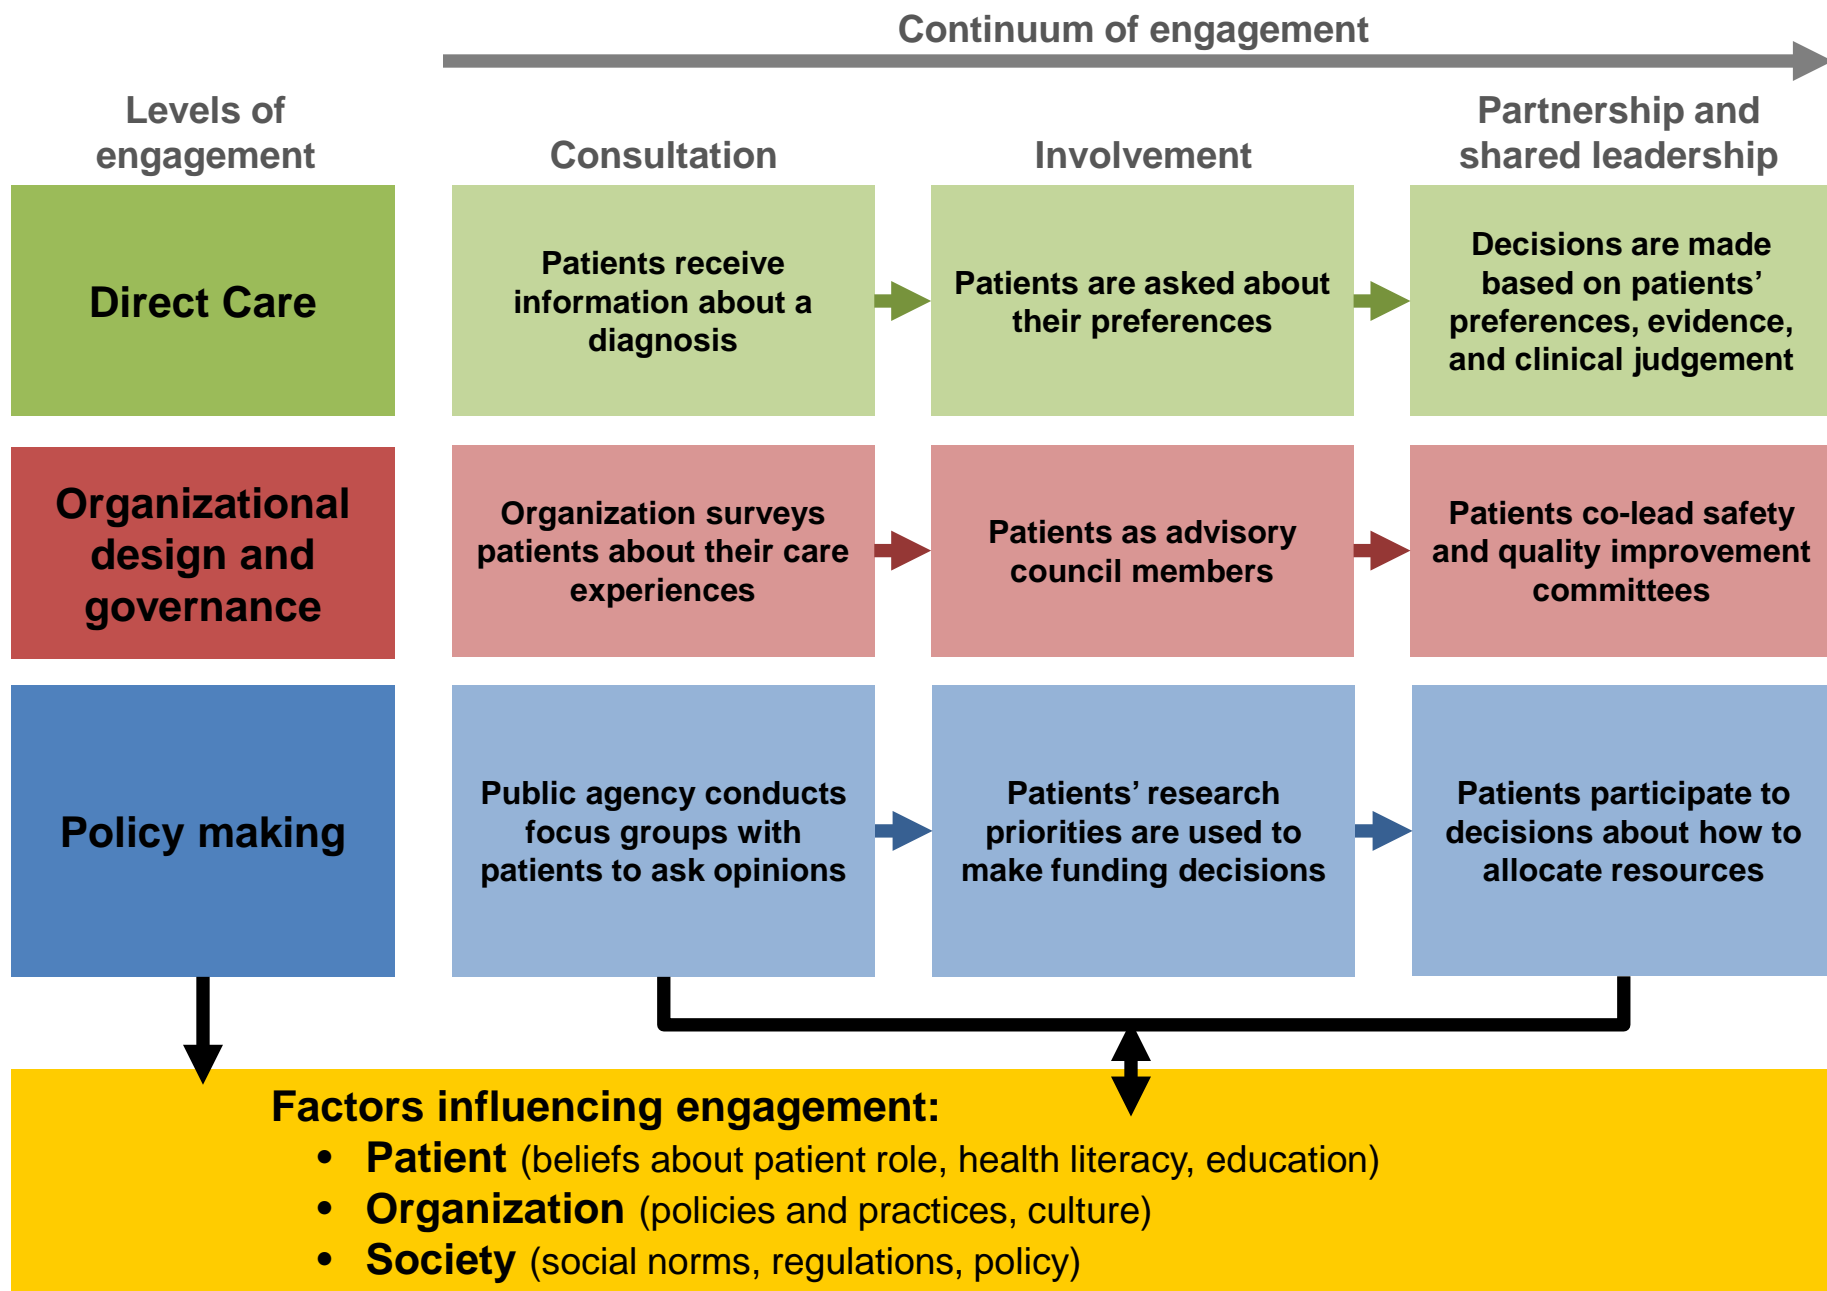 Continuum of engagement
Levels of
engagement
Consultation
Involvement
Partnership and
shared leadership
Direct Care
Patients receive
information about a
diagnosis
Patients are asked about
their preferences
Decisions are made
based on patients’
preferences, evidence,
and clinical judgement
Organizational
design and
governance
Organization surveys
patients about their care
experiences
Patients as advisory
council members
Patients co-lead safety
and quality improvement
committees
Policy making
Public agency conducts
focus groups with
patients to ask opinions
Patients’ research
priorities are used to
make funding decisions
Patients participate to
decisions about how to
allocate resources
Factors influencing engagement:
• Patient (beliefs about patient role, health literacy, education)
• Organization (policies and practices, culture)
• Society (social norms, regulations, policy)